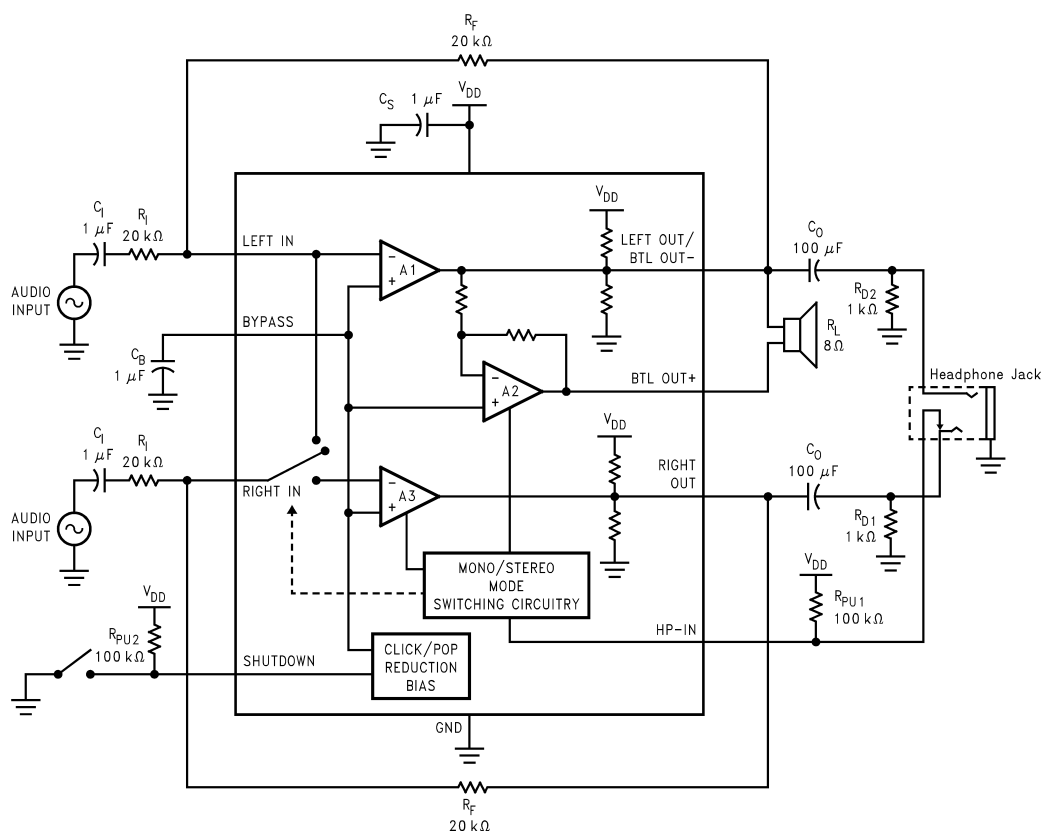 R_F
20 kΩ
C_S 1 μF
V_DD
C_I
1 μF
R_I
20 kΩ
AUDIO
INPUT
LEFT IN
−
+
A1
V_DD
LEFT OUT/
BTL OUT−
C_O
100 μF
R_D2
1 kΩ
R_L
8Ω
BYPASS
C_B
1 μF
−
+
A2
BTL OUT+
Headphone Jack
C_I
1 μF
R_I
20 kΩ
AUDIO
INPUT
RIGHT IN
−
+
A3
V_DD
RIGHT
OUT
C_O
100 μF
R_D1
1 kΩ
MONO/STEREO
MODE
SWITCHING CIRCUITRY
V_DD
R_PU1
100 kΩ
HP-IN
V_DD
R_PU2
100 kΩ
SHUTDOWN
CLICK/POP
REDUCTION
BIAS
GND
R_F
20 kΩ